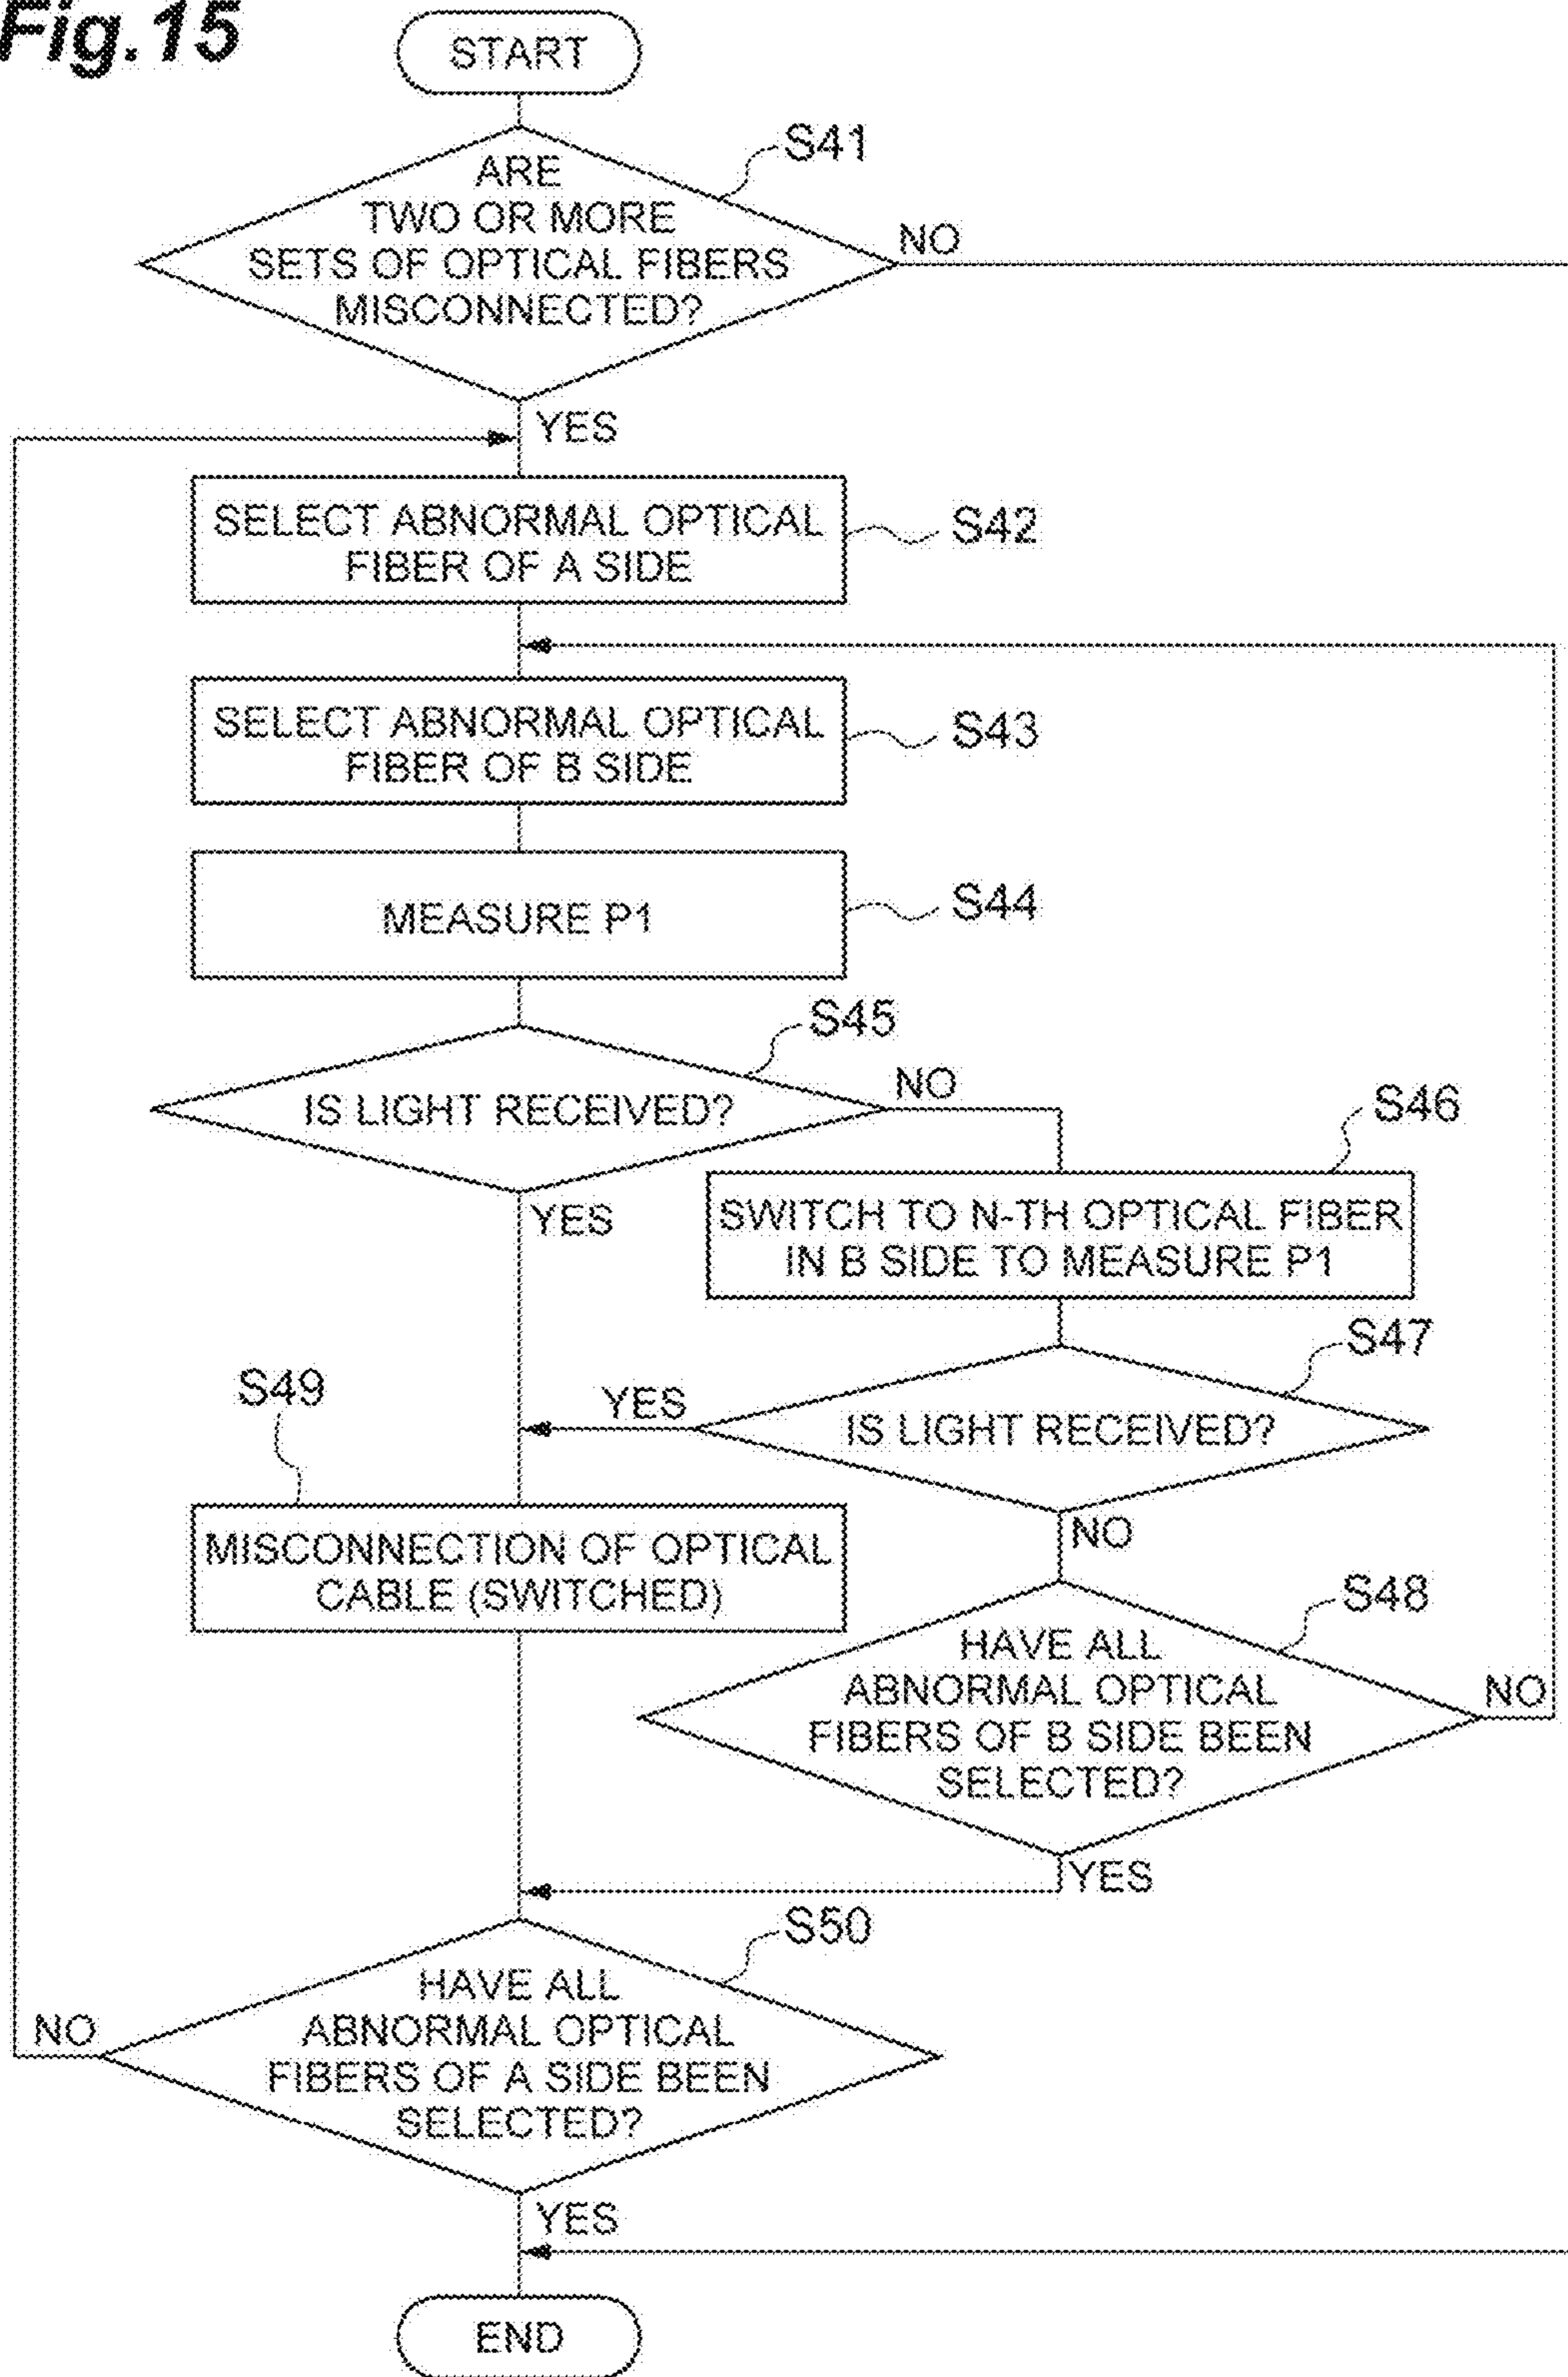 Fig.15
START
S41
ARE
TWO OR MORE
SETS OF OPTICAL FIBERS
MISCONNECTED?
NO
YES
SELECT ABNORMAL OPTICAL
FIBER OF A SIDE
S42
SELECT ABNORMAL OPTICAL
FIBER OF B SIDE
S43
MEASURE P1
S44
S45
IS LIGHT RECEIVED?
NO
YES
S46
SWITCH TO N-TH OPTICAL FIBER
IN B SIDE TO MEASURE P1
S47
IS LIGHT RECEIVED?
YES
NO
S49
MISCONNECTION OF OPTICAL
CABLE (SWITCHED)
S48
HAVE ALL
ABNORMAL OPTICAL
FIBERS OF B SIDE BEEN
SELECTED?
NO
YES
S50
HAVE ALL
ABNORMAL OPTICAL
FIBERS OF A SIDE BEEN
SELECTED?
NO
YES
END